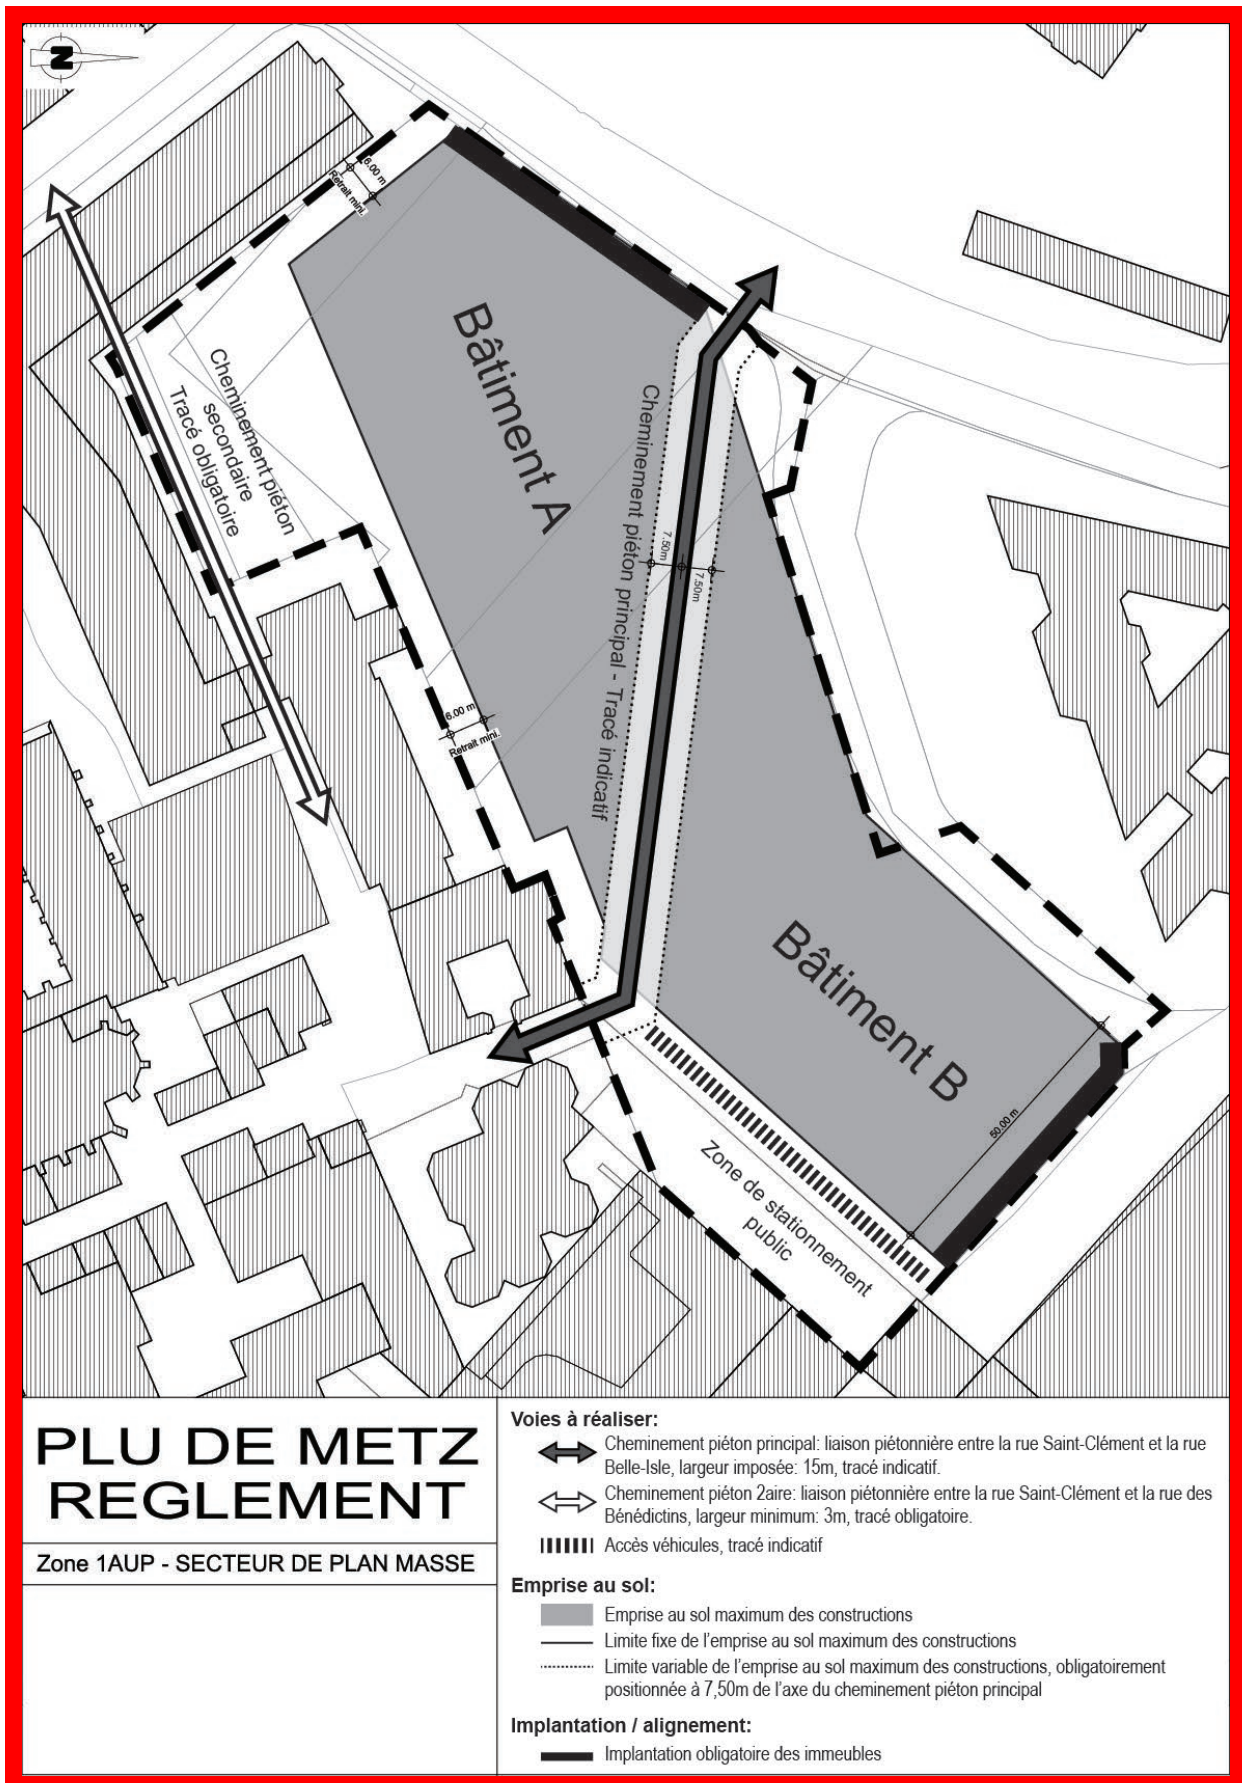 N
6.00 m
Retrait mini.
Bâtiment A
Cheminement piéton
secondaire
Tracé obligatoire
Cheminement piéton principal - Tracé indicatif
7.50m
7.50m
6.00 m
Retrait mini.
Bâtiment B
50.00 m
Zone de stationnement
public
PLU DE METZ
REGLEMENT
Zone 1AUP - SECTEUR DE PLAN MASSE
Voies à réaliser:
Cheminement piéton principal: liaison piétonnière entre la rue Saint-Clément et la rue
Belle-Isle, largeur imposée: 15m, tracé indicatif.
Cheminement piéton 2aire: liaison piétonnière entre la rue Saint-Clément et la rue des
Bénédictins, largeur minimum: 3m, tracé obligatoire.
Accès véhicules, tracé indicatif
Emprise au sol:
Emprise au sol maximum des constructions
Limite fixe de l'emprise au sol maximum des constructions
Limite variable de l'emprise au sol maximum des constructions, obligatoirement
positionnée à 7,50m de l'axe du cheminement piéton principal
Implantation / alignement:
Implantation obligatoire des immeubles